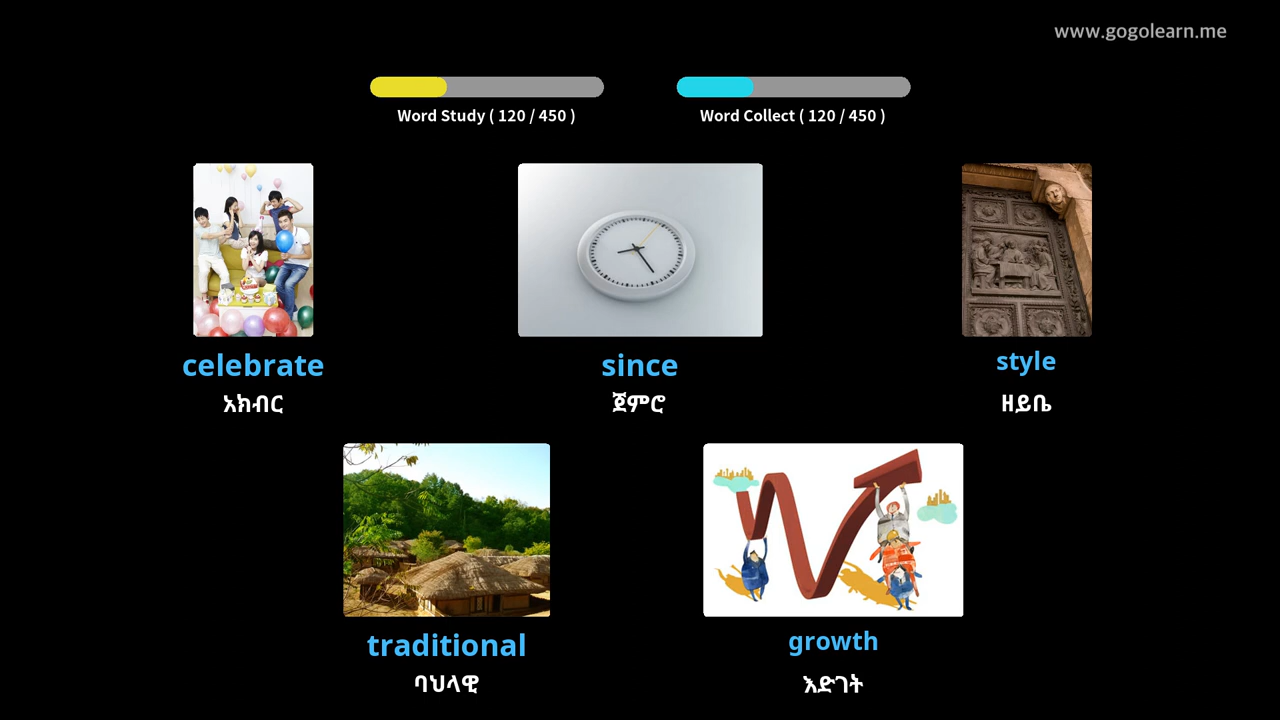 www.gogolearn.me
Word Study ( 120 / 450 )
Word Collect ( 120 / 450 )
celebrate
አክብር
since
ጀምሮ
style
ዘይቤ
traditional
ባህላዊ
growth
እድገት